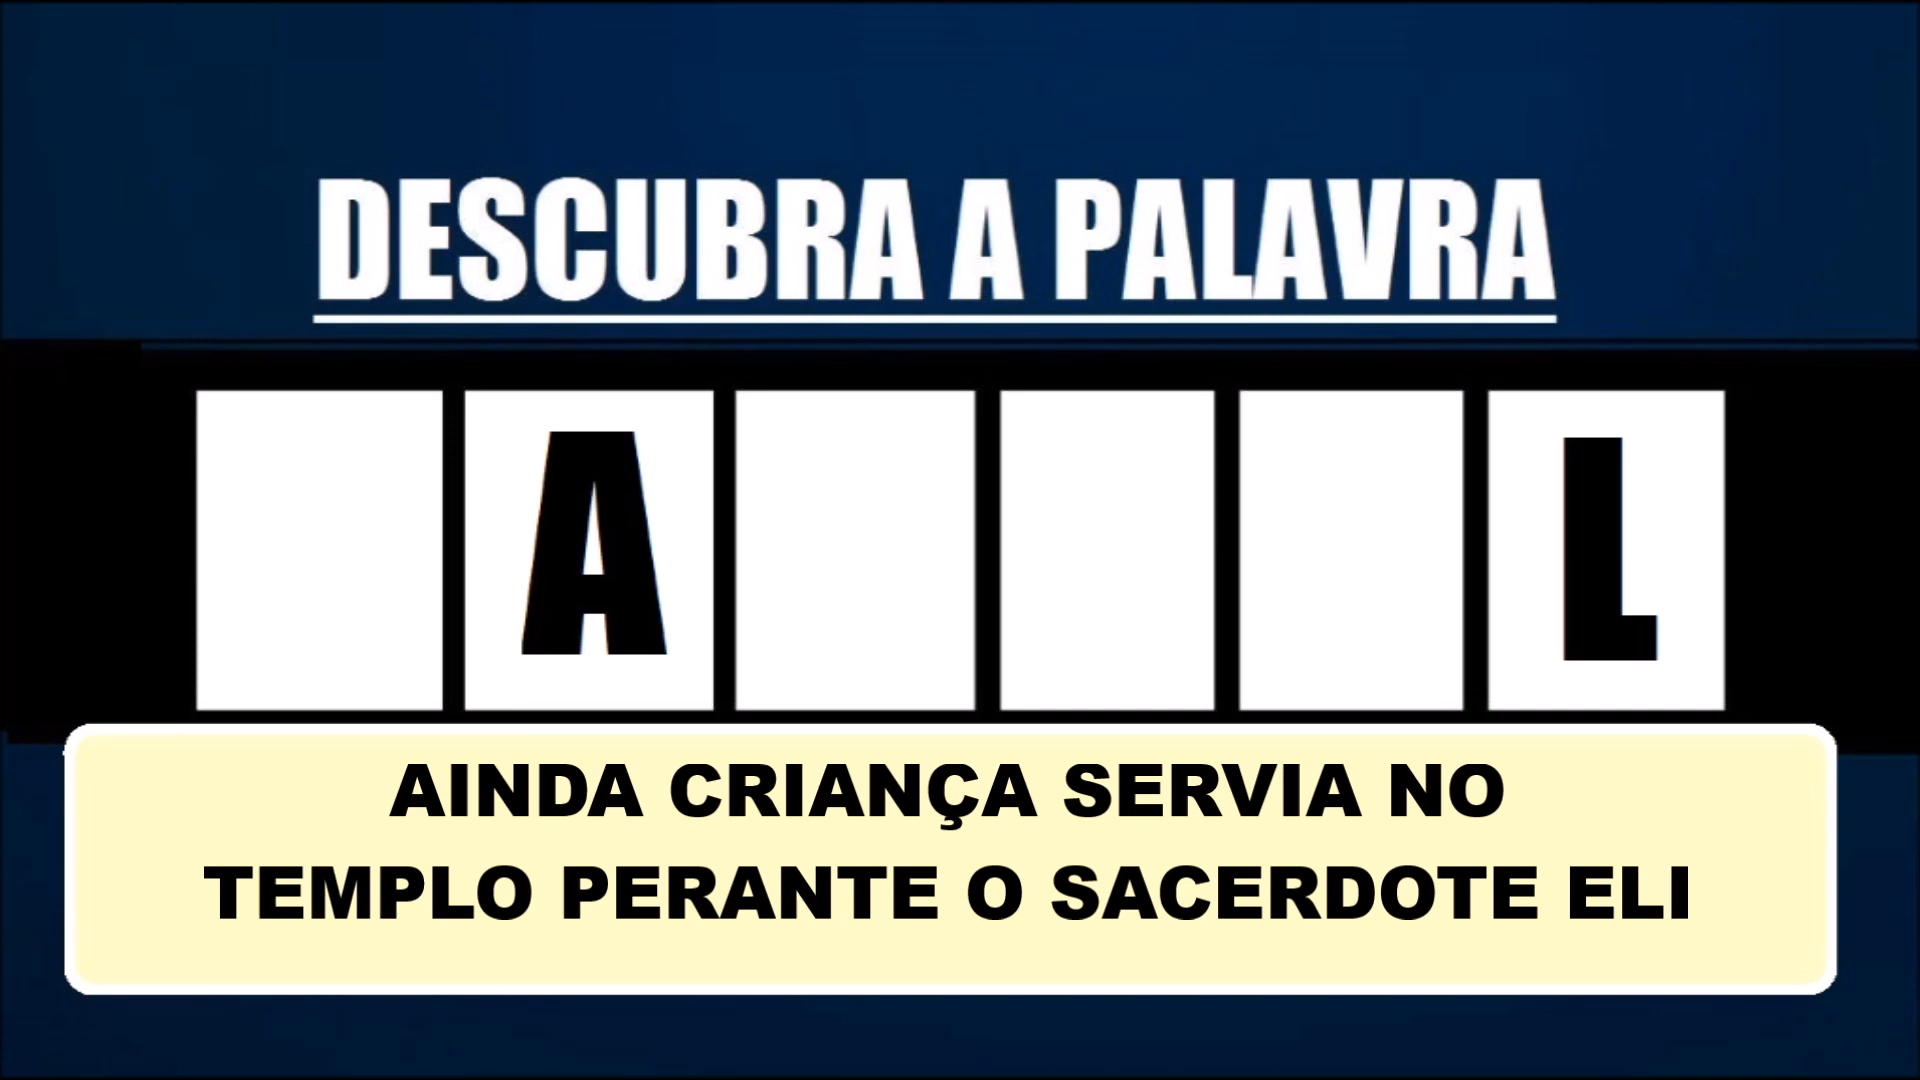 DESCUBRA A PALAVRA
A L
AINDA CRIANÇA SERVIA NO
TEMPLO PERANTE O SACERDOTE ELI